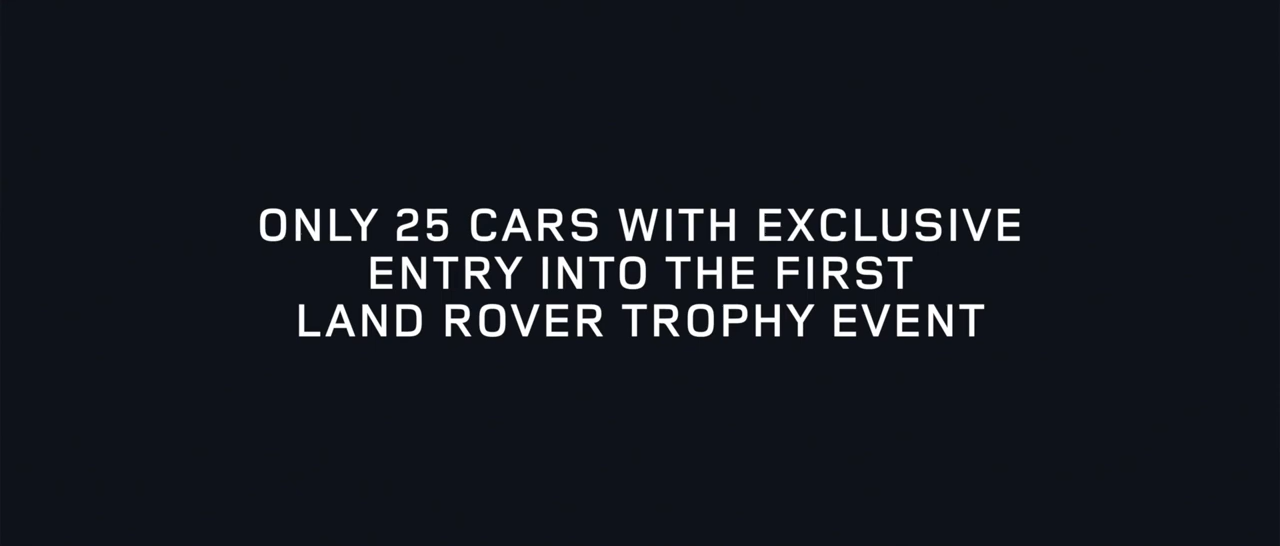 ONLY 25 CARS WITH EXCLUSIVE
ENTRY INTO THE FIRST
LAND ROVER TROPHY EVENT